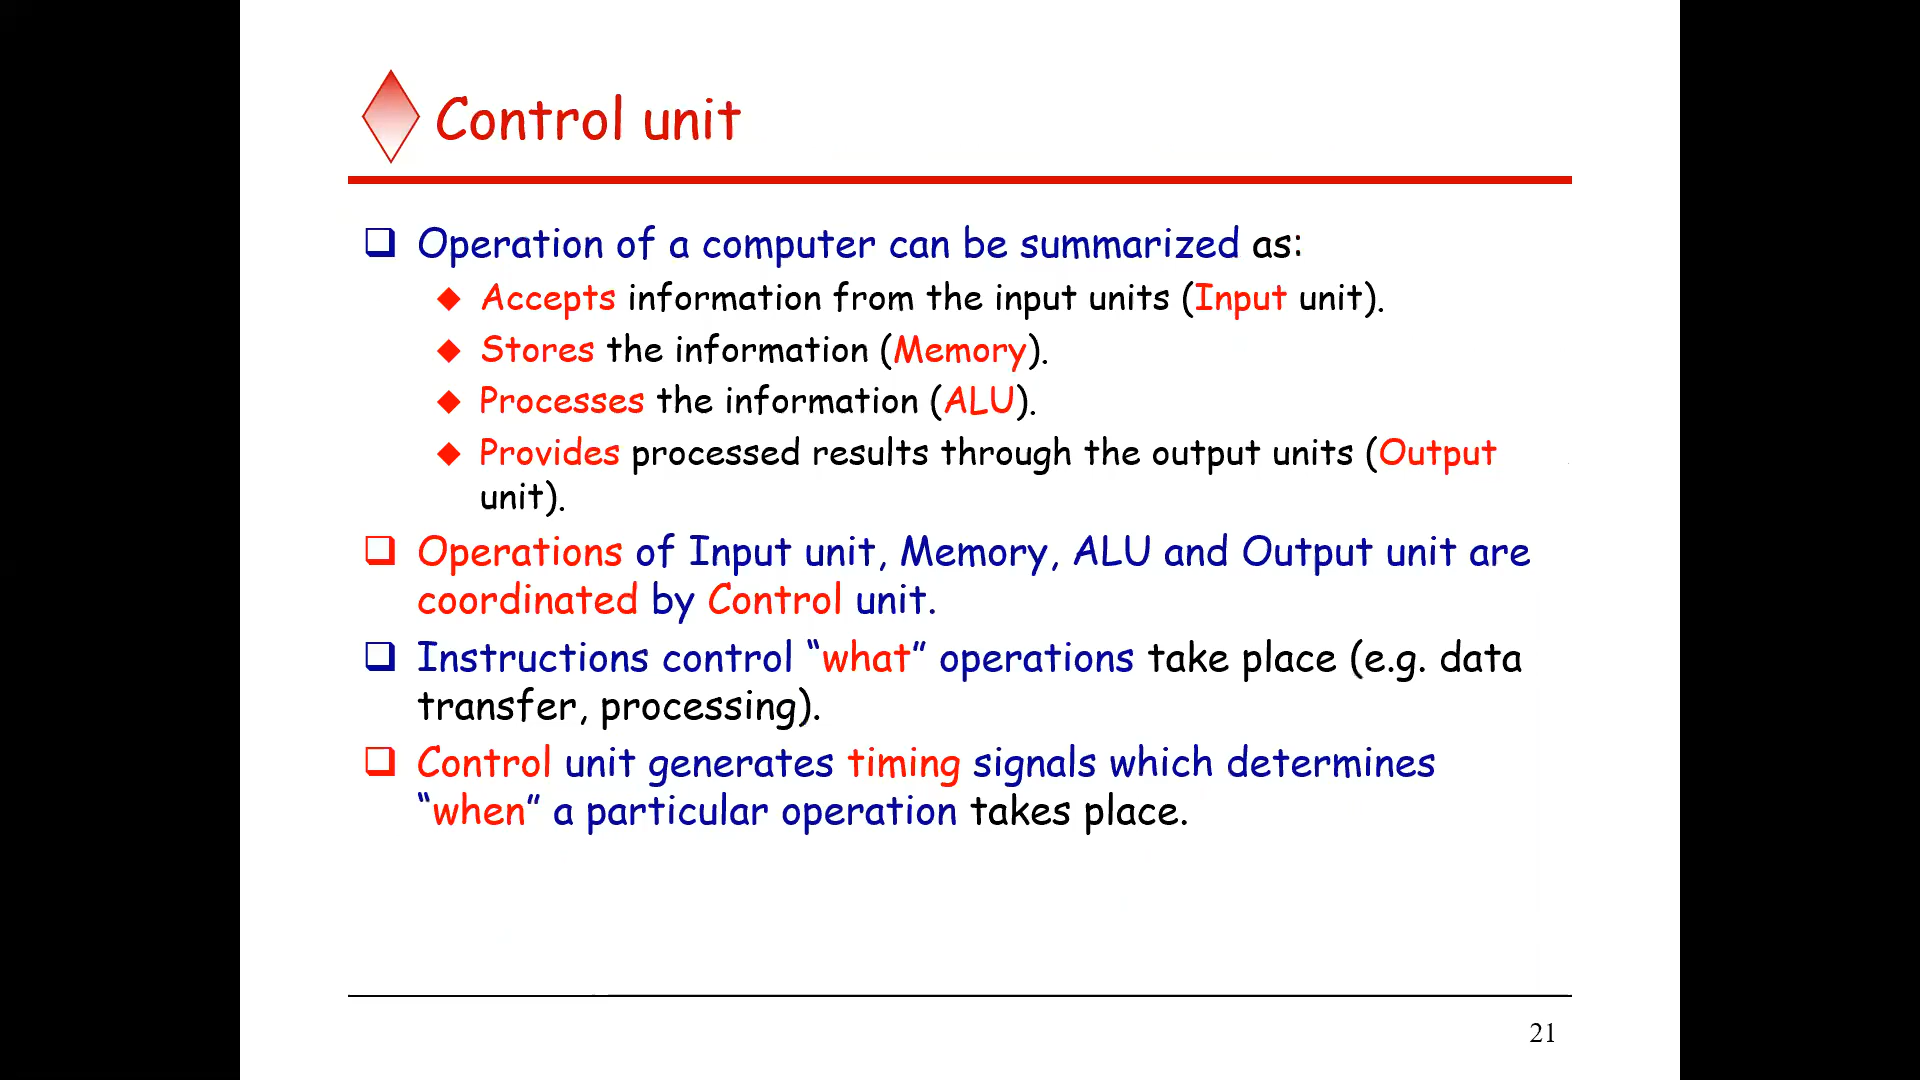 Control unit
Operation of a computer can be summarized as:
Accepts information from the input units (Input unit).
Stores the information (Memory).
Processes the information (ALU).
Provides processed results through the output units (Output
unit).
Operations of Input unit, Memory, ALU and Output unit are
coordinated by Control unit.
Instructions control “what” operations take place (e.g. data
transfer, processing).
Control unit generates timing signals which determines
“when” a particular operation takes place.
21